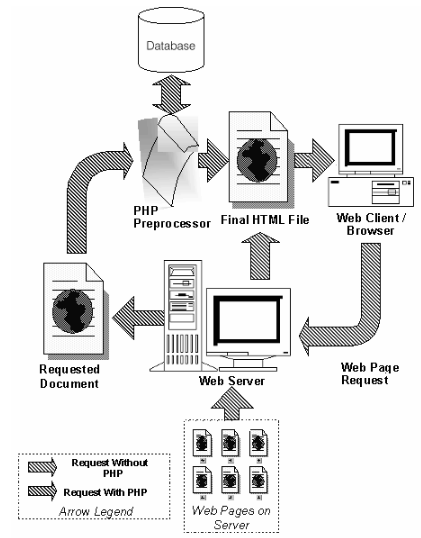 Database
PHP
Preprocessor
Final HTML File
Web Client /
Browser
Requested
Document
Web Server
Web Page
Request
Request Without
PHP
Request With PHP
Arrow Legend
Web Pages on
Server